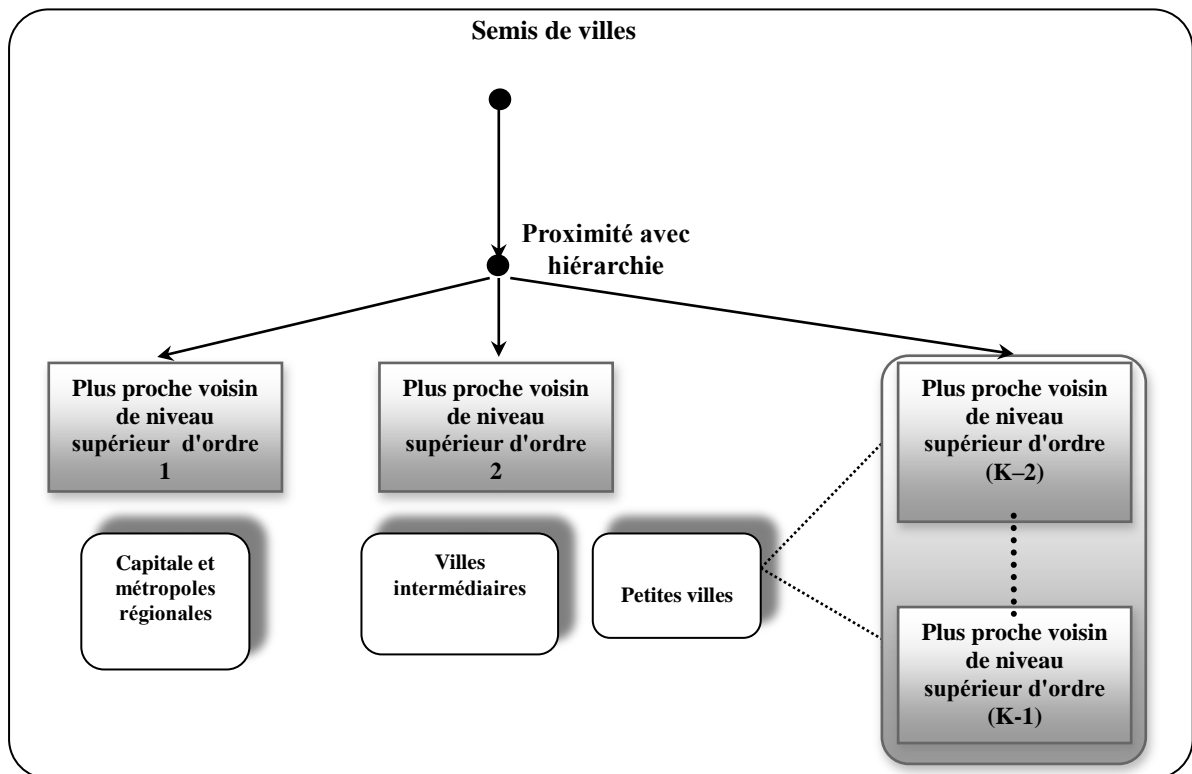 Semis de villes
Proximité avec
hiérarchie
Plus proche voisin
de niveau
supérieur d'ordre
1
Plus proche voisin
de niveau
supérieur d'ordre
2
Plus proche voisin
de niveau
supérieur d'ordre
(K–2)
Capitale et
métropoles
régionales
Villes
intermédiaires
Petites villes
Plus proche voisin
de niveau
supérieur d'ordre
(K-1)